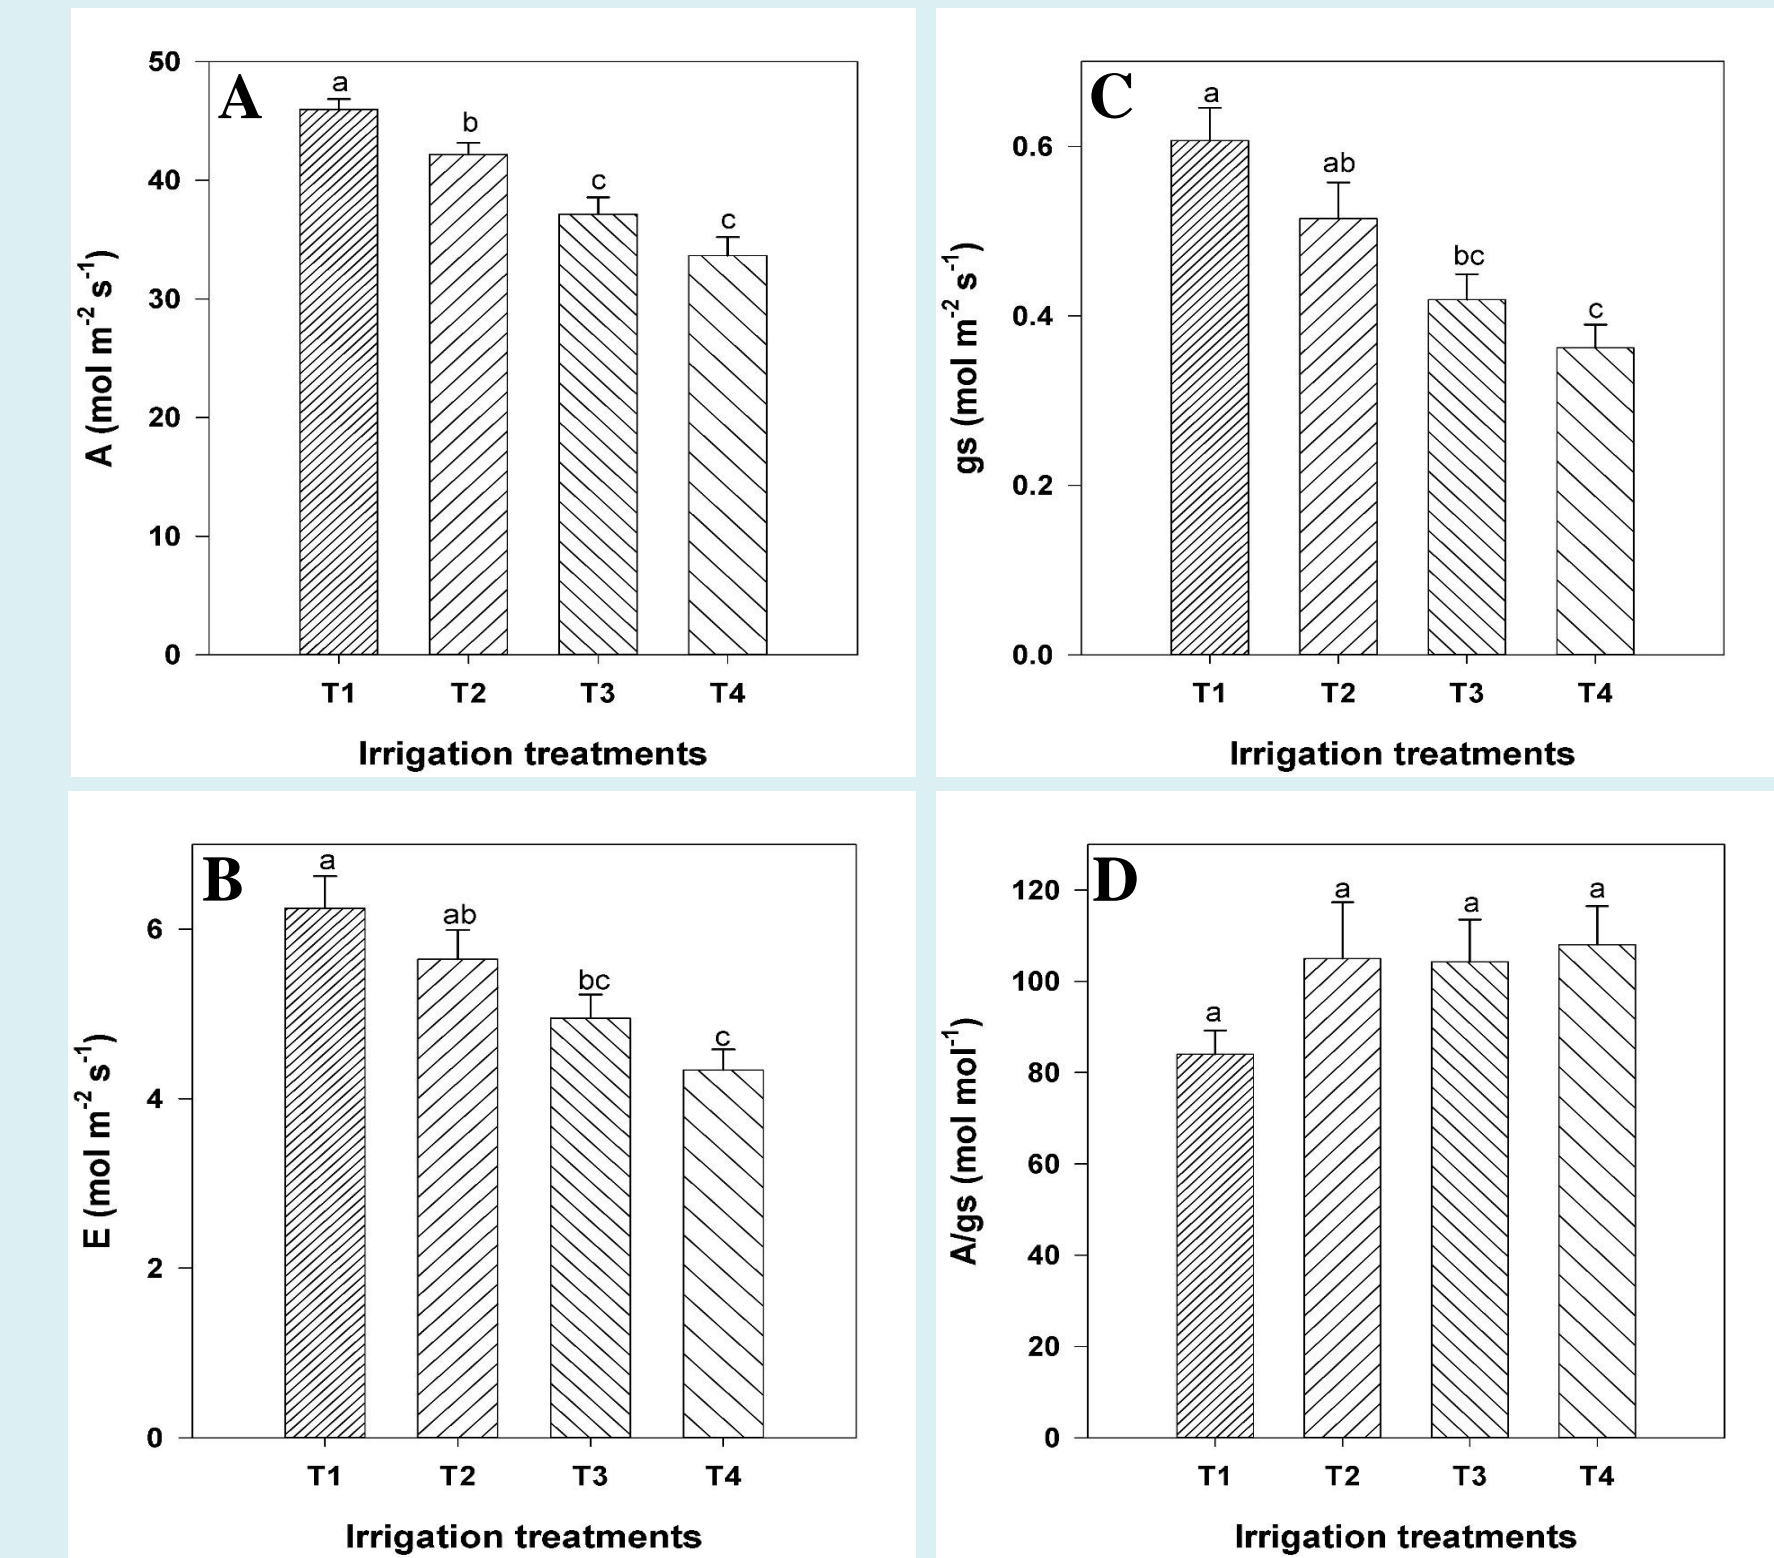 A
50
40
30
20
10
0
A (mol m⁻² s⁻¹)
a
b
c
c
T1 T2 T3 T4
Irrigation treatments
C
0.6
0.4
0.2
0.0
gs (mol m⁻² s⁻¹)
a
ab
bc
c
T1 T2 T3 T4
Irrigation treatments
B
6
4
2
0
E (mol m⁻² s⁻¹)
a
ab
bc
c
T1 T2 T3 T4
Irrigation treatments
D
120
100
80
60
40
20
0
A/gs (mol mol⁻¹)
a
a
a
a
T1 T2 T3 T4
Irrigation treatments